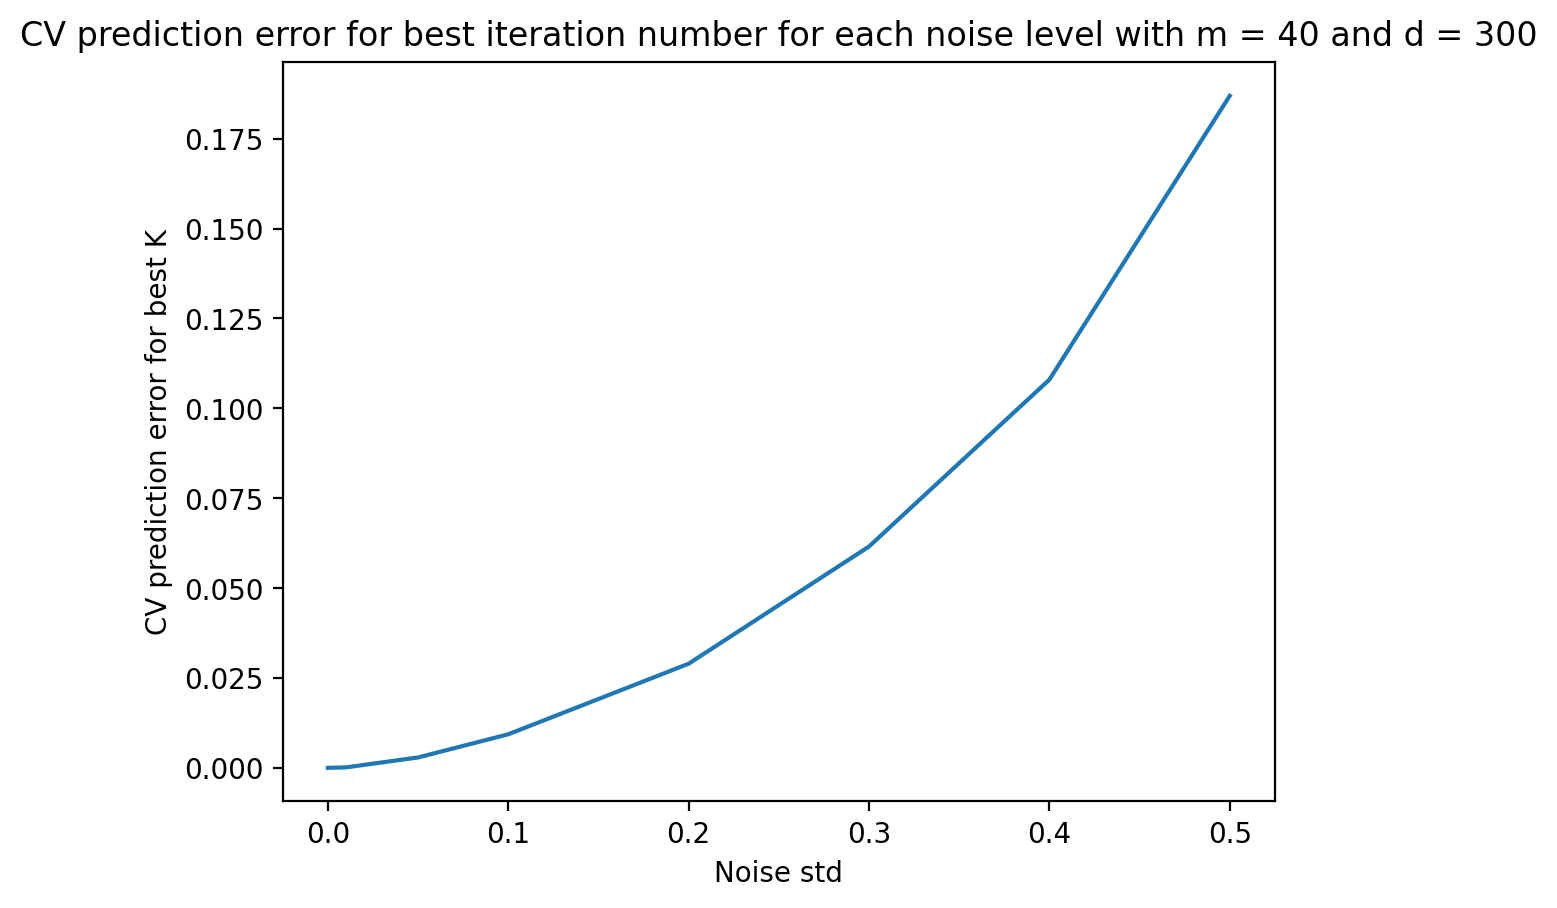 CV prediction error for best iteration number for each noise level with m = 40 and d = 300
CV prediction error for best K
0.175
0.150
0.125
0.100
0.075
0.050
0.025
0.000
0.0 0.1 0.2 0.3 0.4 0.5
Noise std